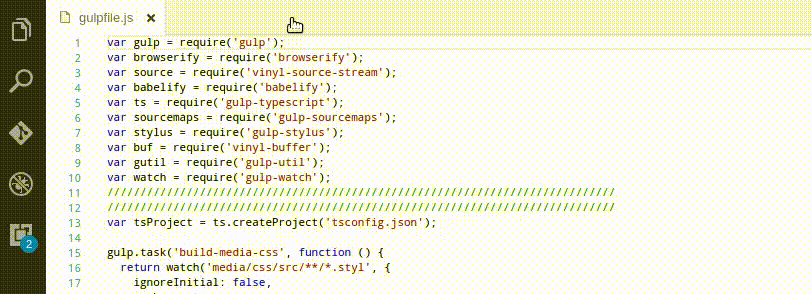 gulpfile.js ×
1 var gulp = require('gulp');
2 var browserify = require('browserify');
3 var source = require('vinyl-source-stream');
4 var babelify = require('babelify');
5 var ts = require('gulp-typescript');
6 var sourcemaps = require('gulp-sourcemaps');
7 var stylus = require('gulp-stylus');
8 var buf = require('vinyl-buffer');
9 var gutil = require('gulp-util');
10 var watch = require('gulp-watch');
11 /////////////////////////////////////////////////////////////////////////////
12 /////////////////////////////////////////////////////////////////////////////
13 var tsProject = ts.createProject('tsconfig.json');
14
15 gulp.task('build-media-css', function () {
16 return watch('media/css/src/**/*.styl', {
17 ignoreInitial: false,
2